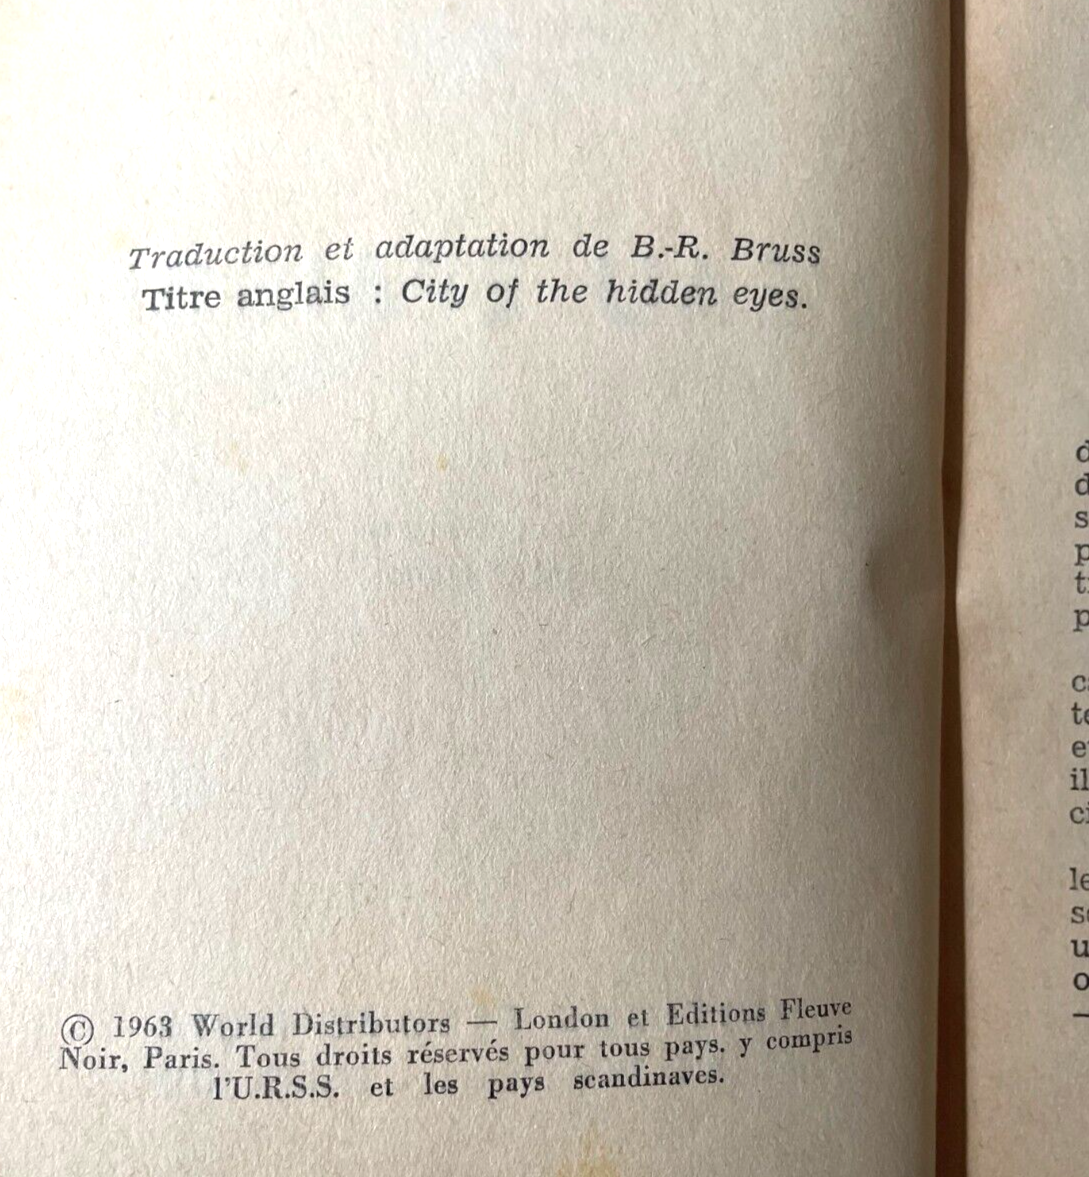 Traduction et adaptation de B.-R. Bruss
Titre anglais : City of the hidden eyes.
© 1963 World Distributors — London et Editions Fleuve
Noir, Paris. Tous droits réservés pour tous pays. y compris
l'U.R.S.S. et les pays scandinaves.